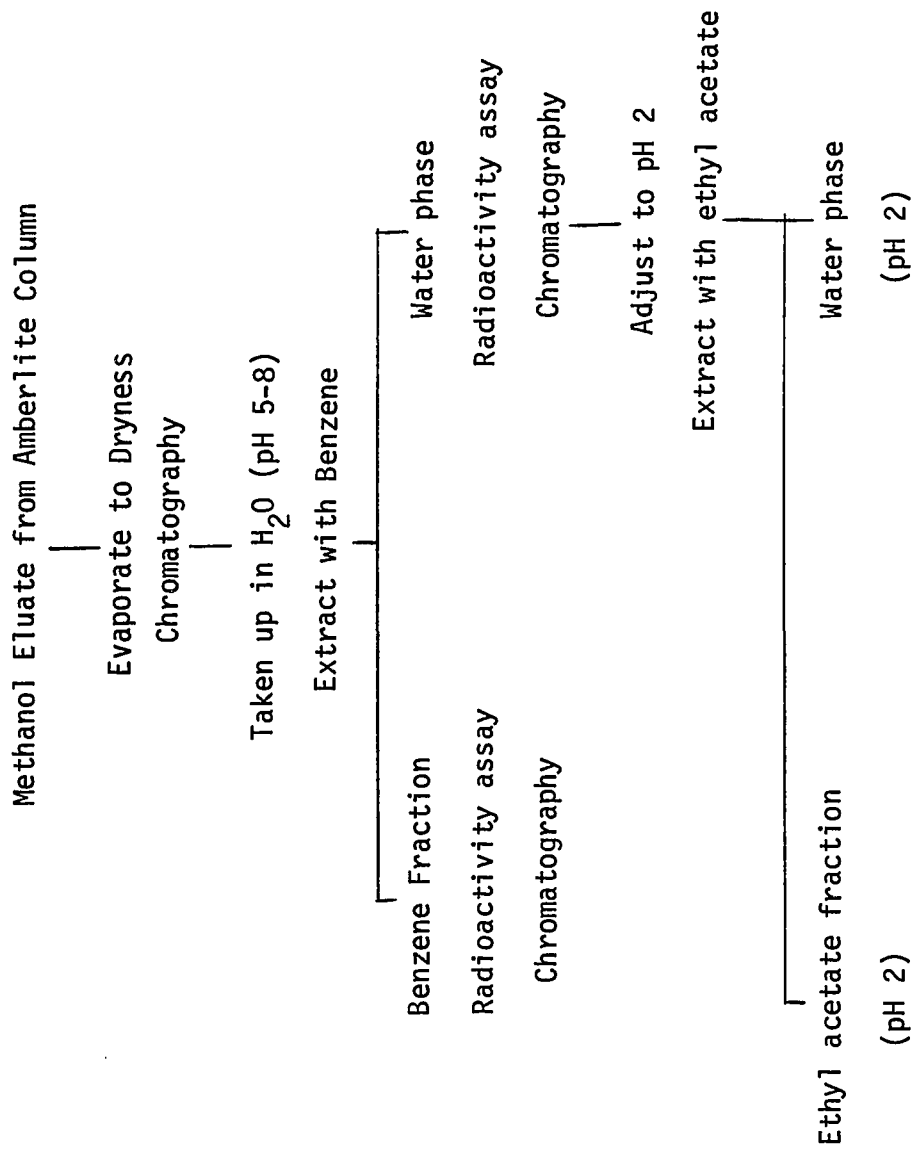 Methanol Eluate from Amberlite Column
Evaporate to Dryness
Chromatography
Taken up in H₂O (pH 5-8)
Extract with Benzene
Benzene Fraction
Radioactivity assay
Chromatography
Water phase
Radioactivity assay
Chromatography
Adjust to pH 2
Extract with ethyl acetate
Ethyl acetate fraction
(pH 2)
Water phase
(pH 2)